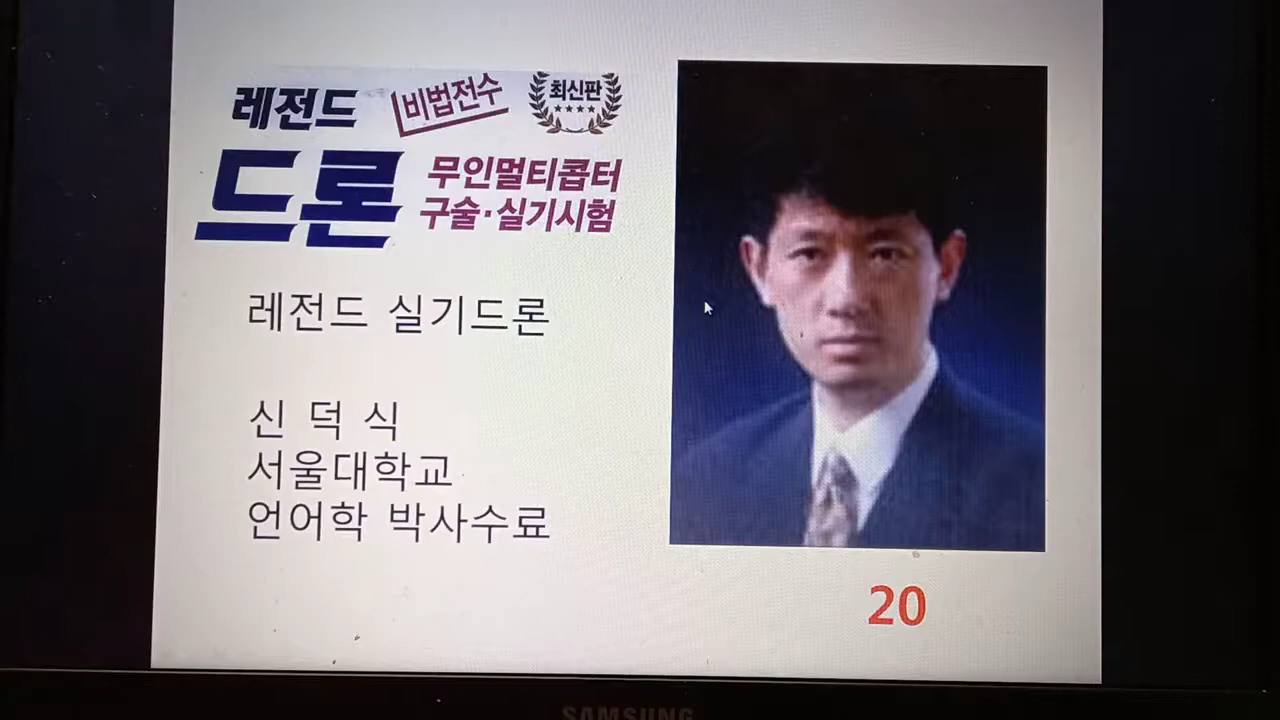 레전드 비법전수 최신판
드론 무인멀티콥터
구술·실기시험
레전드 실기드론
신 덕 식
서울대학교
언어학 박사수료
20
SAMSUNG